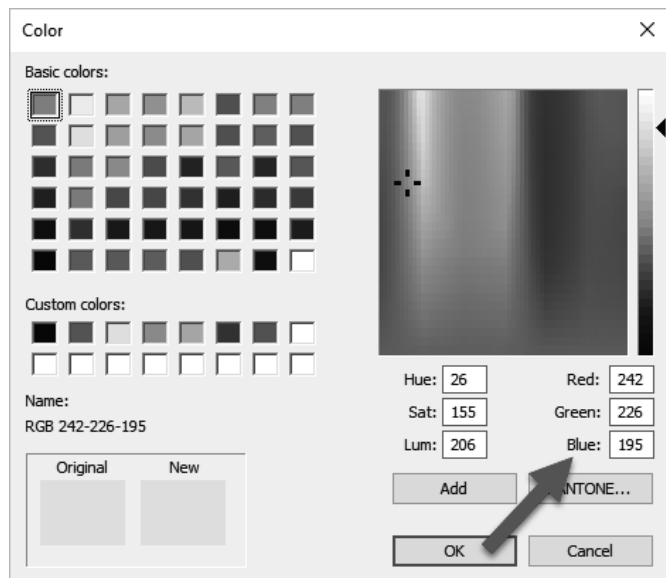 Color
Basic colors:
Custom colors:
Name:
RGB 242-226-195
Original New
Hue: 26 Red: 242
Sat: 155 Green: 226
Lum: 206 Blue: 195
Add
OK Cancel